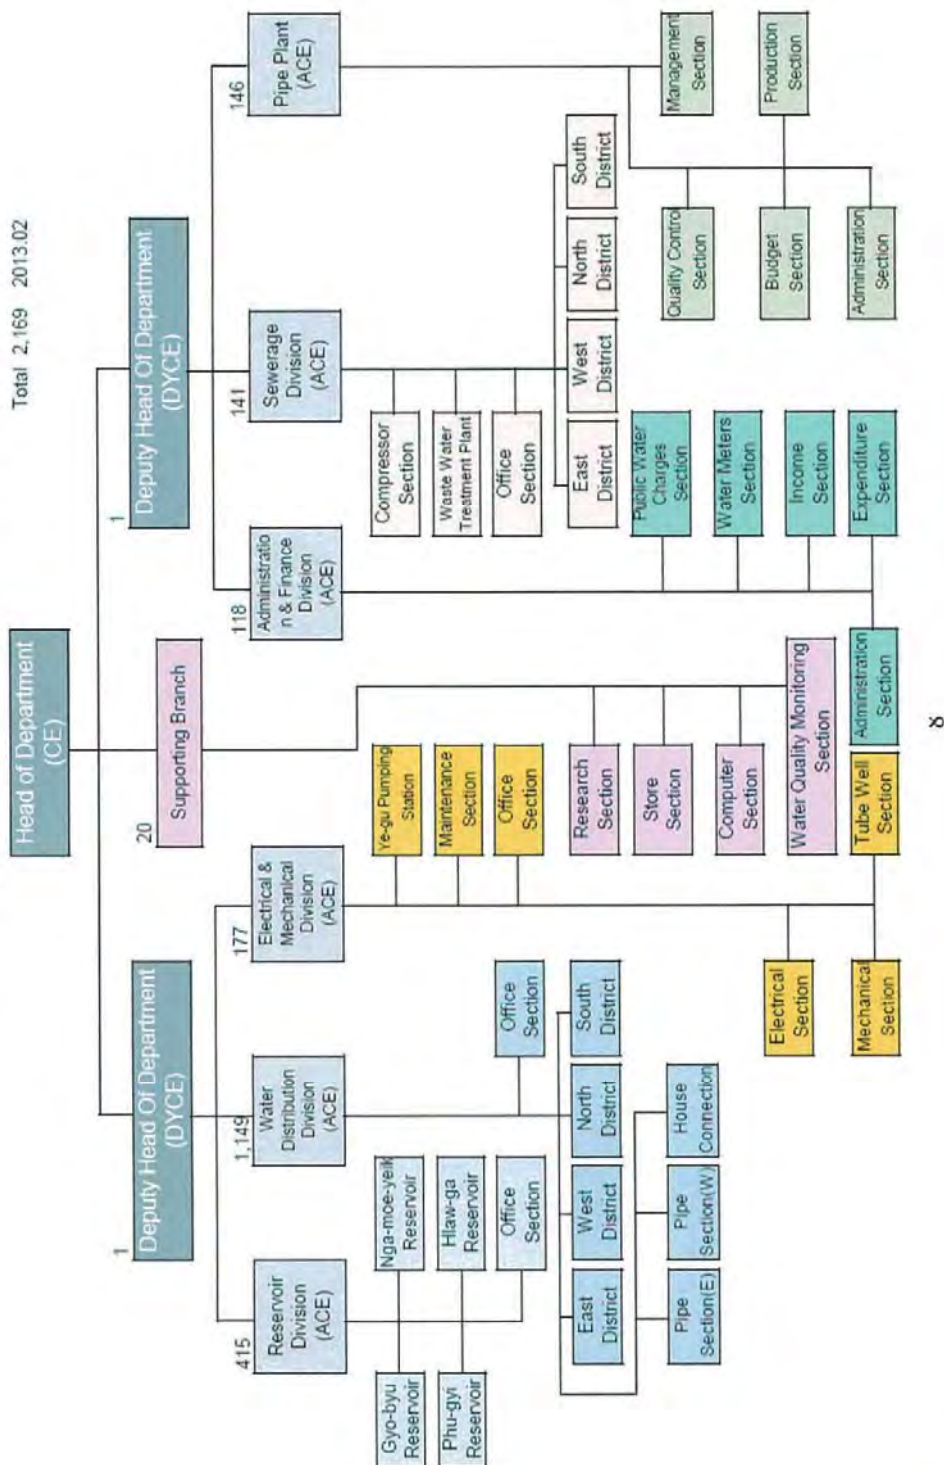 Total 2,169 2013.02
Head of Department
(CE)
1
Deputy Head Of Department
(DYCE)
20
Supporting Branch
1
Deputy Head Of Department
(DYCE)
415
Reservoir
Division
(ACE)
1,149
Water
Distribution
Division
(ACE)
177
Electrical &
Mechanical
Division
(ACE)
118
Administratio
n & Finance
Division
(ACE)
141
Sewerage
Division
(ACE)
146
Pipe Plant
(ACE)
Gyo-byu
Reservoir
Nga-moe-yeik
Reservoir
Phu-gyi
Reservoir
Hlaw-ga
Reservoir
Office
Section
Office
Section
East
District
West
District
North
District
South
District
Pipe
Section(E)
Pipe
Section(W)
House
Connection
Ye-gu Pumping
Station
Maintenance
Section
Office
Section
Electrical
Section
Mechanical
Section
Tube Well
Section
Research
Section
Store
Section
Computer
Section
Water Quality Monitoring
Section
Public Water
Charges
Section
Water Meters
Section
Income
Section
Expenditure
Section
Administration
Section
Compressor
Section
Waste Water
Treatment Plant
Office
Section
East
District
West
District
North
District
South
District
Management
Section
Quality Control
Section
Production
Section
Budget
Section
Administration
Section
8